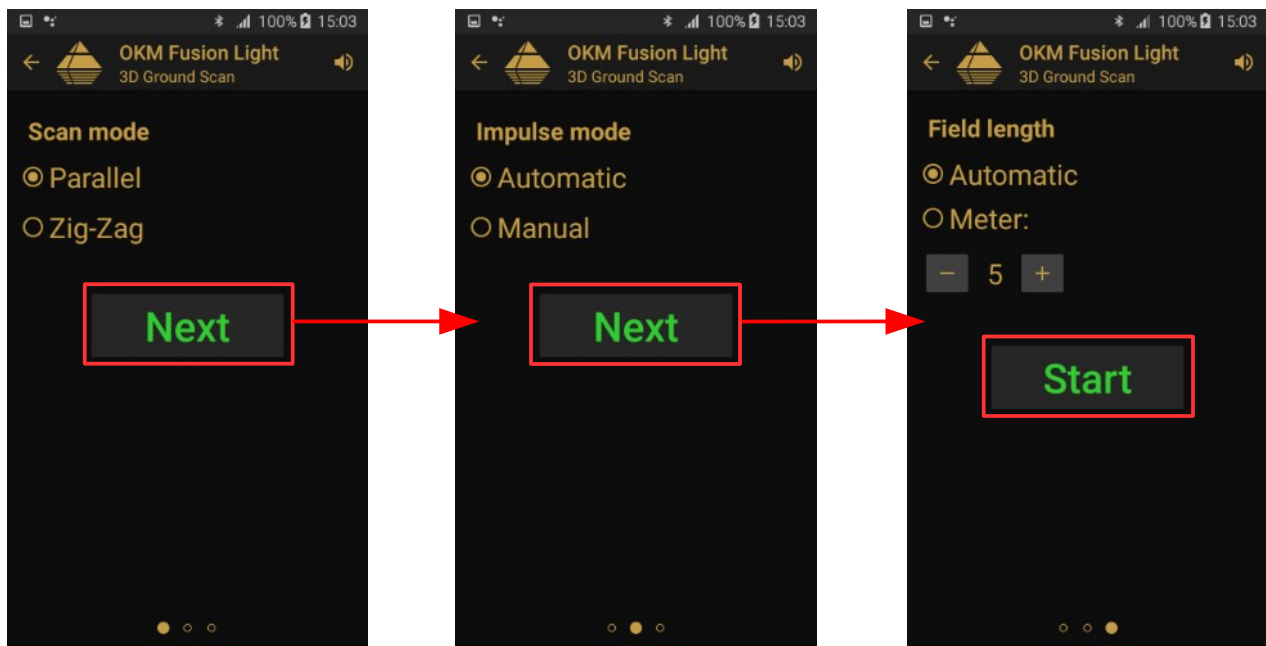 100% 15:03
OKM Fusion Light
3D Ground Scan
Scan mode
Parallel
Zig-Zag
Next
100% 15:03
OKM Fusion Light
3D Ground Scan
Impulse mode
Automatic
Manual
Next
100% 15:03
OKM Fusion Light
3D Ground Scan
Field length
Automatic
Meter:
− 5 +
Start